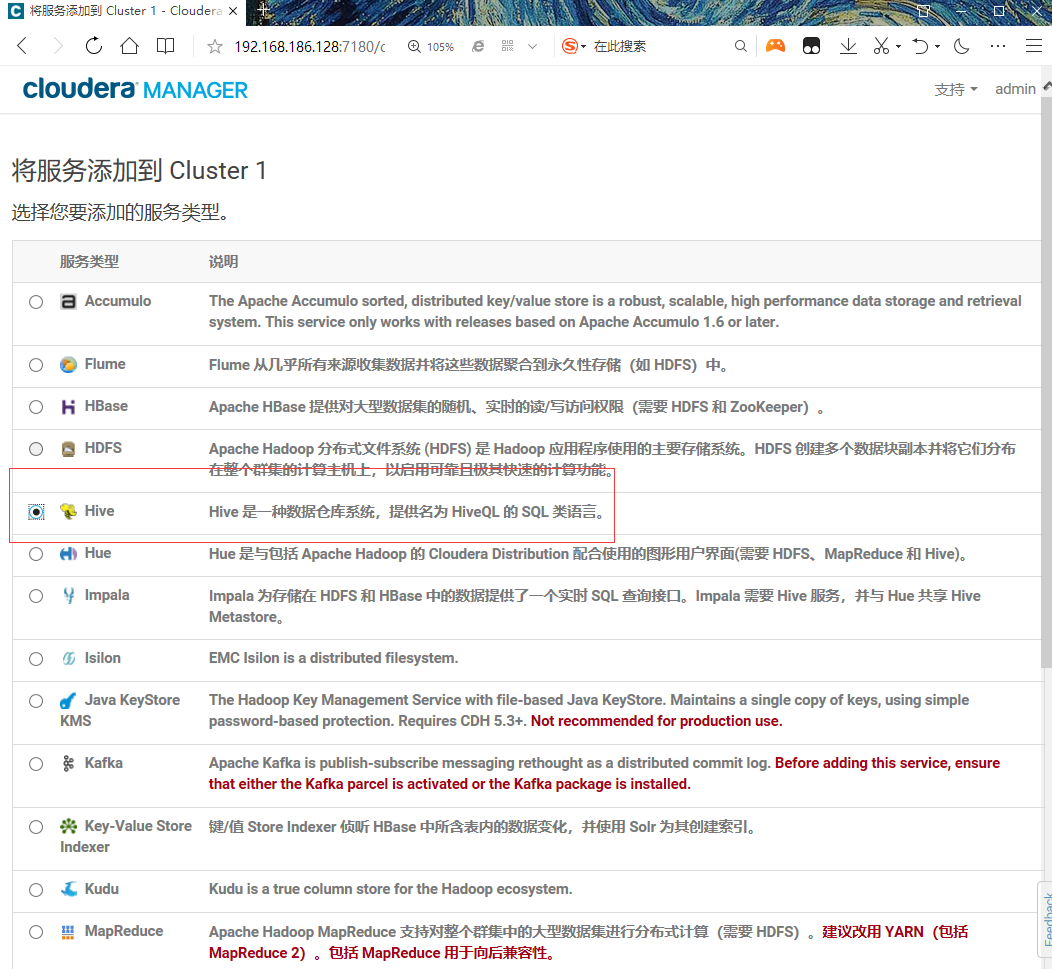 将服务添加到 Cluster 1 - Cloudera
192.168.186.128:7180/c
105%
在此搜索
cloudera MANAGER
支持
admin
将服务添加到 Cluster 1
选择您要添加的服务类型。
服务类型 说明
Accumulo The Apache Accumulo sorted, distributed key/value store is a robust, scalable, high performance data storage and retrieval
system. This service only works with releases based on Apache Accumulo 1.6 or later.
Flume Flume 从几乎所有来源收集数据并将这些数据聚合到永久性存储（如 HDFS）中。
HBase Apache HBase 提供对大型数据集的随机、实时的读/写访问权限（需要 HDFS 和 ZooKeeper）。
HDFS Apache Hadoop 分布式文件系统 (HDFS) 是 Hadoop 应用程序使用的主要存储系统。HDFS 创建多个数据块副本并将它们分布
在整个群集的计算主机上，以启用可靠且极其快速的计算功能。
Hive Hive 是一种数据仓库系统，提供名为 HiveQL 的 SQL 类语言。
Hue Hue 是与包括 Apache Hadoop 的 Cloudera Distribution 配合使用的图形用户界面(需要 HDFS、MapReduce 和 Hive)。
Impala Impala 为存储在 HDFS 和 HBase 中的数据提供了一个实时 SQL 查询接口。Impala 需要 Hive 服务，并与 Hue 共享 Hive
Metastore。
Isilon EMC Isilon is a distributed filesystem.
Java KeyStore The Hadoop Key Management Service with file-based Java KeyStore. Maintains a single copy of keys, using simple
KMS password-based protection. Requires CDH 5.3+. Not recommended for production use.
Kafka Apache Kafka is publish-subscribe messaging rethought as a distributed commit log. Before adding this service, ensure
that either the Kafka parcel is activated or the Kafka package is installed.
Key-Value Store 键/值 Store Indexer 侦听 HBase 中所含表内的数据变化，并使用 Solr 为其创建索引。
Indexer
Kudu Kudu is a true column store for the Hadoop ecosystem.
MapReduce Apache Hadoop MapReduce 支持对整个群集中的大型数据集进行分布式计算（需要 HDFS）。建议改用 YARN（包括
MapReduce 2）。包括 MapReduce 用于向后兼容性。
Feedback